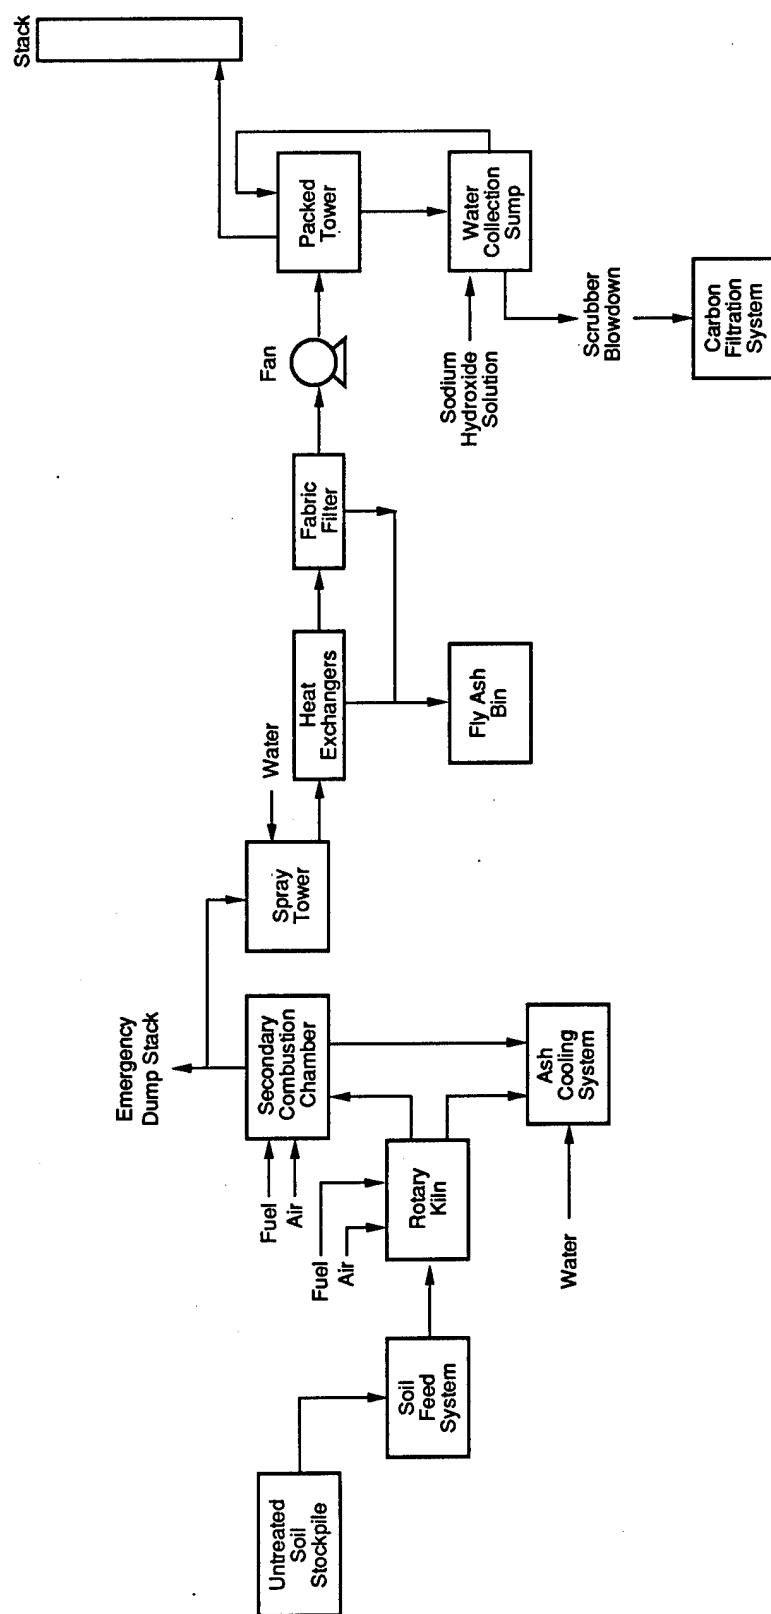 Untreated
Soil
Stockpile
Soil
Feed
System
Fuel
Air
Rotary
Kiln
Fuel
Air
Secondary
Combustion
Chamber
Emergency
Dump Stack
Water
Ash
Cooling
System
Spray
Tower
Water
Heat
Exchangers
Fly Ash
Bin
Fabric
Filter
Fan
Packed
Tower
Stack
Sodium
Hydroxide
Solution
Water
Collection
Sump
Scrubber
Blowdown
Carbon
Filtration
System